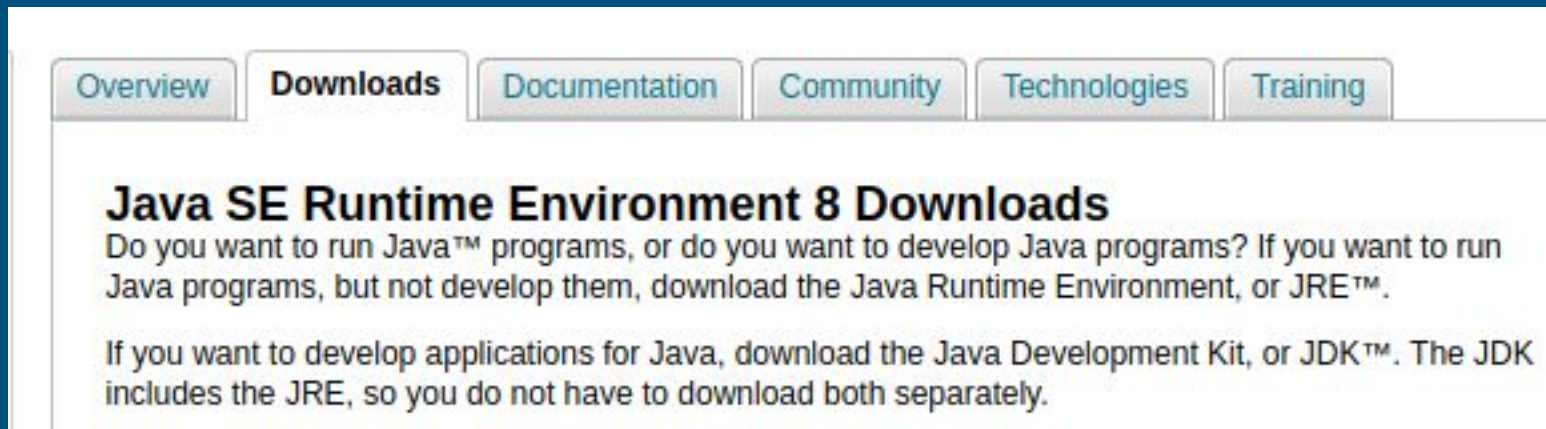 Overview Downloads Documentation Community Technologies Training
Java SE Runtime Environment 8 Downloads
Do you want to run Java™ programs, or do you want to develop Java programs? If you want to run
Java programs, but not develop them, download the Java Runtime Environment, or JRE™.
If you want to develop applications for Java, download the Java Development Kit, or JDK™. The JDK
includes the JRE, so you do not have to download both separately.